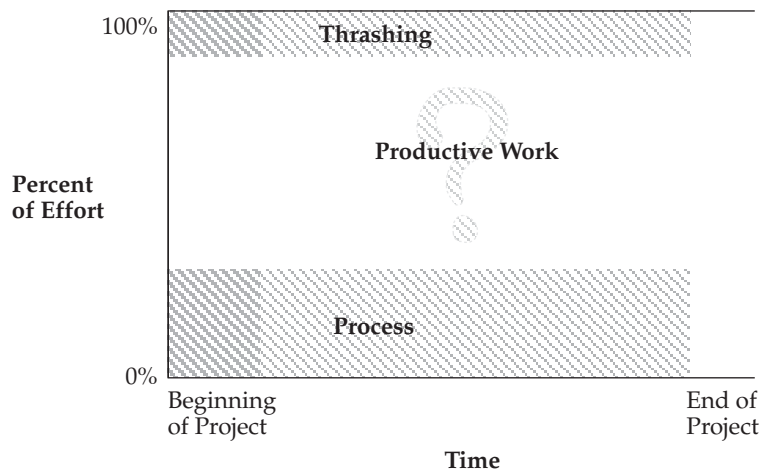 100%
Thrashing
Productive Work
Percent
of Effort
Process
0%
Beginning
of Project
End of
Project
Time